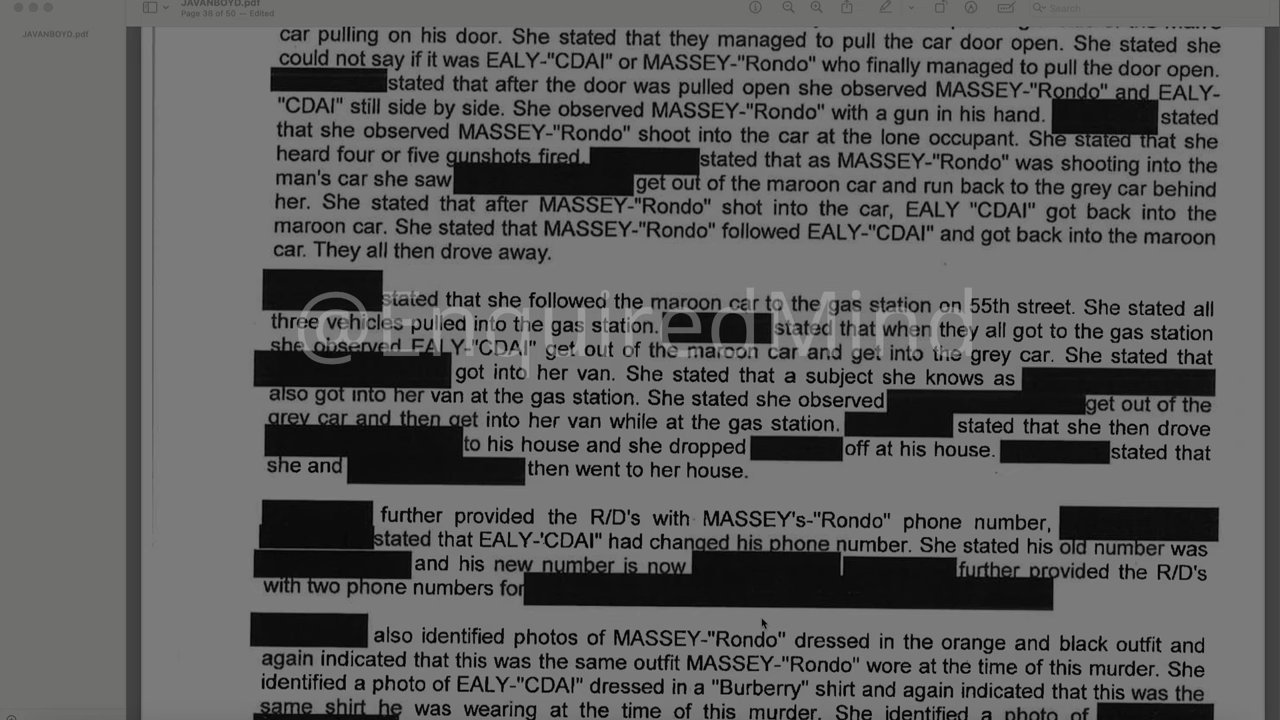 JAVANBOYD.pdf
Page 38 of 50 — Edited
Search
JAVANBOYD.pdf
car pulling on his door. She stated that they managed to pull the car door open. She stated she
could not say if it was EALY-"CDAI" or MASSEY-"Rondo" who finally managed to pull the door open.
stated that after the door was pulled open she observed MASSEY-"Rondo" and EALY-
"CDAI" still side by side. She observed MASSEY-"Rondo" with a gun in his hand. stated
that she observed MASSEY-"Rondo" shoot into the car at the lone occupant. She stated that she
heard four or five gunshots fired. stated that as MASSEY-"Rondo" was shooting into the
man's car she saw get out of the maroon car and run back to the grey car behind
her. She stated that after MASSEY-"Rondo" shot into the car, EALY "CDAI" got back into the
maroon car. She stated that MASSEY-"Rondo" followed EALY-"CDAI" and got back into the maroon
car. They all then drove away.
stated that she followed the maroon car to the gas station on 55th street. She stated all
three vehicles pulled into the gas station. stated that when they all got to the gas station
she observed EALY-"CDAI" get out of the maroon car and get into the grey car. She stated that
got into her van. She stated that a subject she knows as
also got into her van at the gas station. She stated she observed get out of the
grey car and then get into her van while at the gas station. stated that she then drove
to his house and she dropped off at his house. stated that
she and then went to her house.
further provided the R/D's with MASSEY's-"Rondo" phone number,
stated that EALY-'CDAI" had changed his phone number. She stated his old number was
and his new number is now further provided the R/D's
with two phone numbers for
also identified photos of MASSEY-"Rondo" dressed in the orange and black outfit and
again indicated that this was the same outfit MASSEY-"Rondo" wore at the time of this murder. She
identified a photo of EALY-"CDAI" dressed in a "Burberry" shirt and again indicated that this was the
same shirt he was wearing at the time of this murder. She identified a photo of
@EnquiredMind